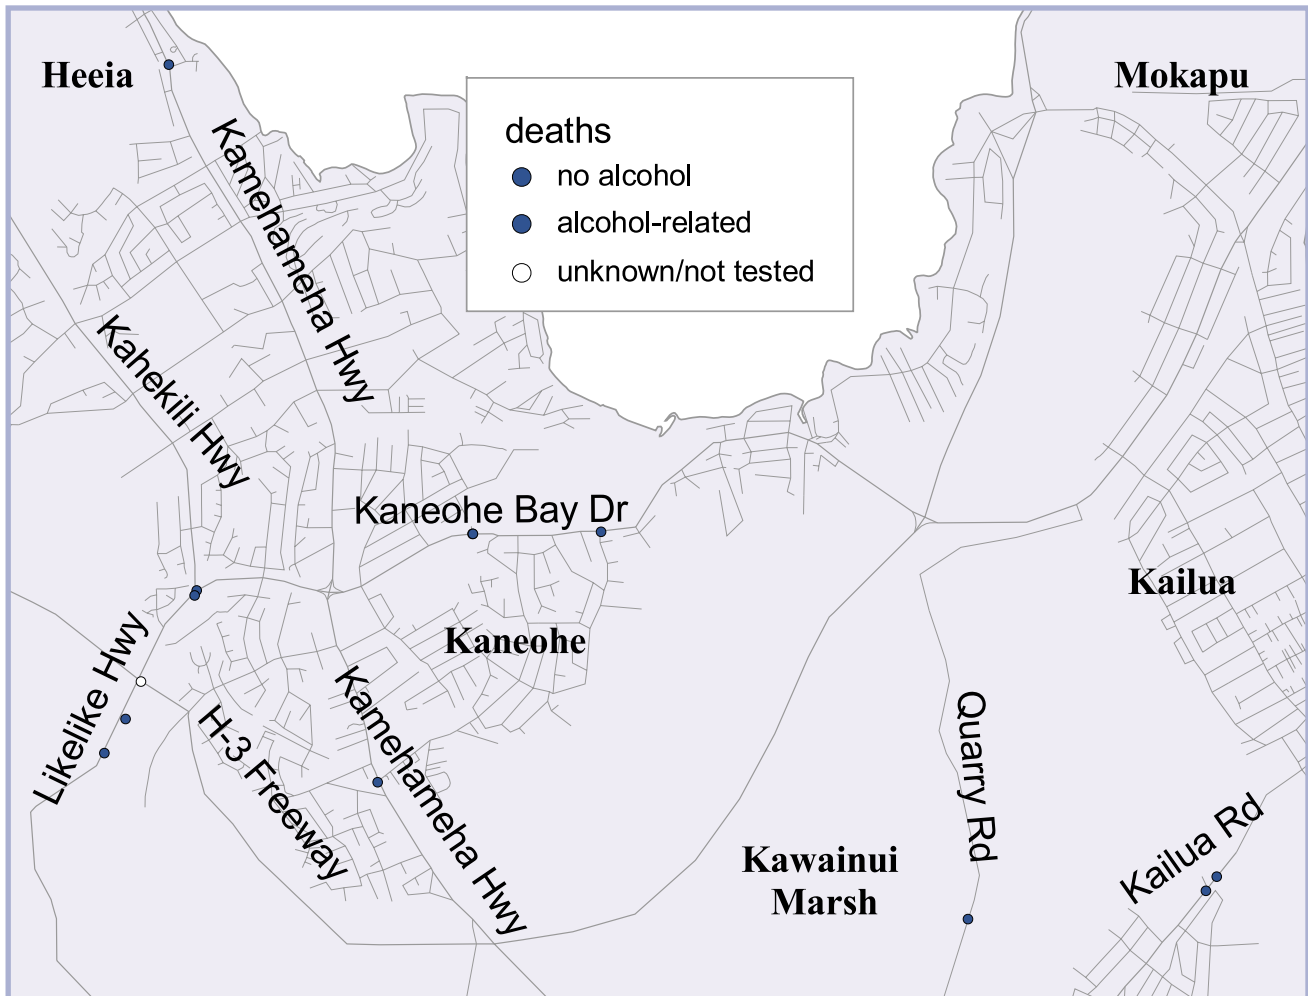 Heeia
Mokapu
Kamehameha Hwy
deaths
no alcohol
alcohol-related
unknown/not tested
Kahekili Hwy
Kaneohe Bay Dr
Kailua
Kaneohe
Likelike Hwy
Kamehameha Hwy
H-3 Freeway
Quarry Rd
Kailua Rd
Kawainui
Marsh